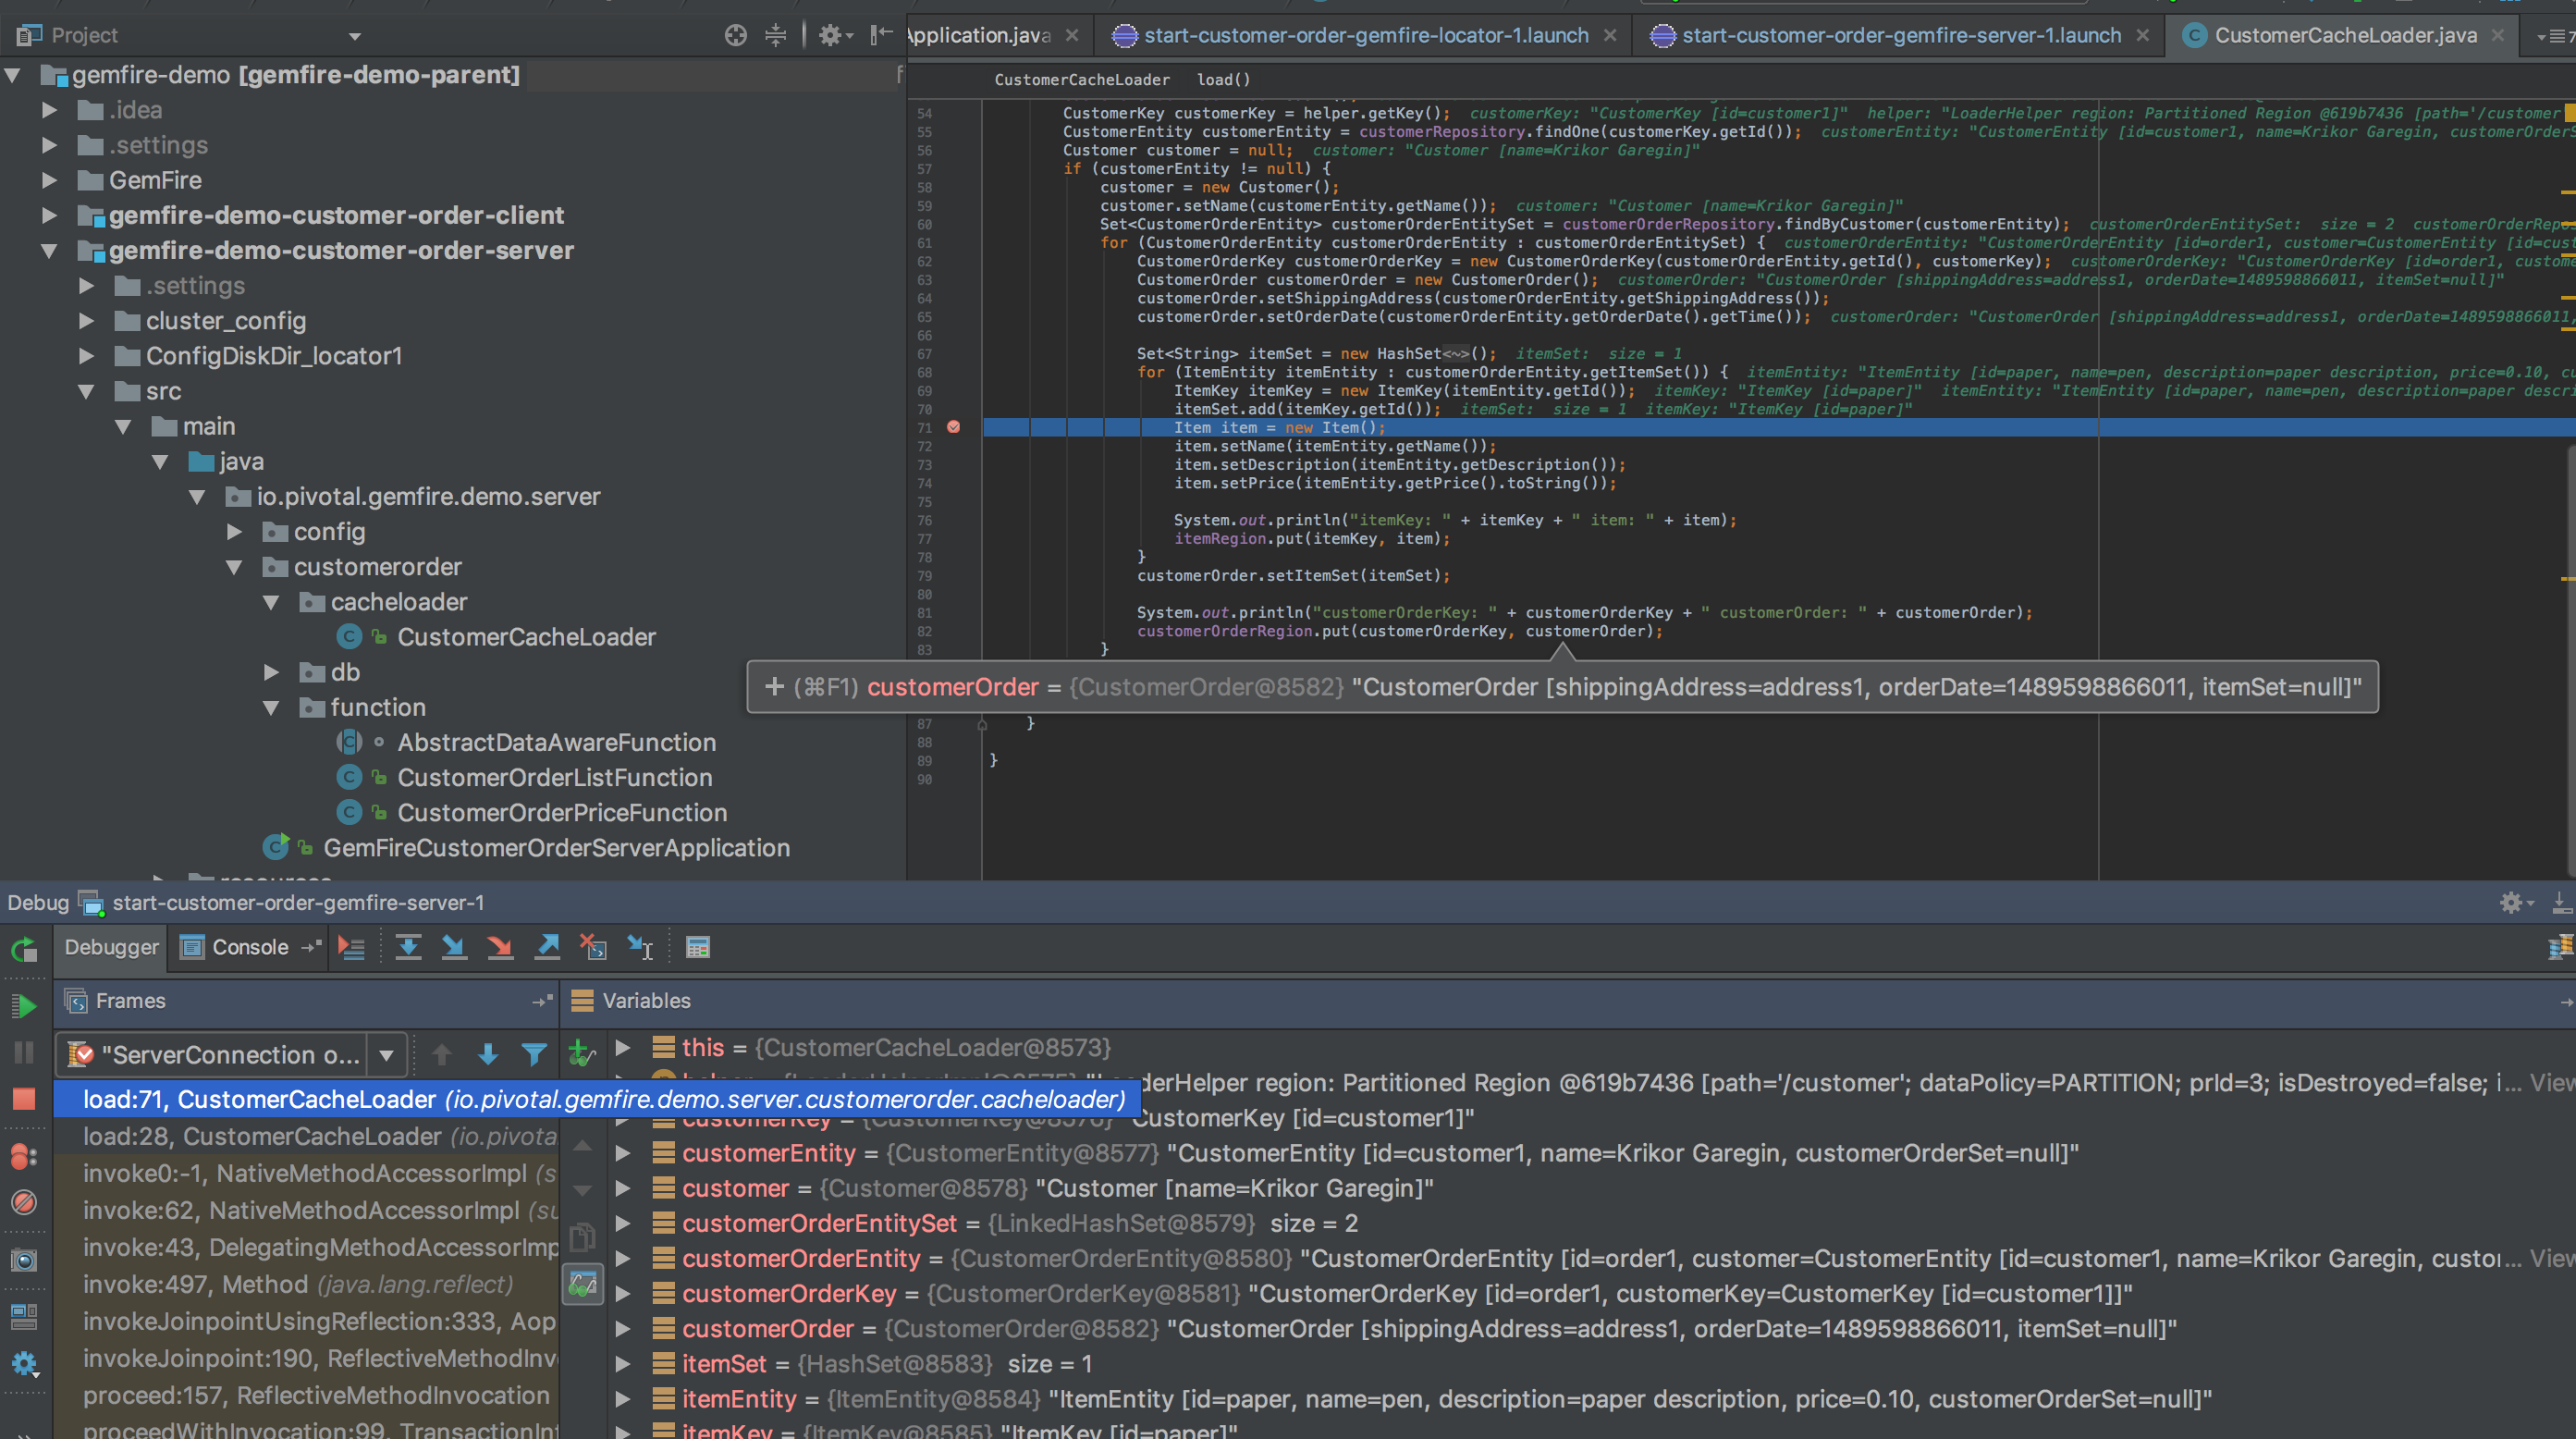 Project
Application.java
start-customer-order-gemfire-locator-1.launch
start-customer-order-gemfire-server-1.launch
CustomerCacheLoader.java
gemfire-demo [gemfire-demo-parent]
.idea
.settings
GemFire
gemfire-demo-customer-order-client
gemfire-demo-customer-order-server
.settings
cluster_config
ConfigDiskDir_locator1
src
main
java
io.pivotal.gemfire.demo.server
config
customerorder
cacheloader
CustomerCacheLoader
db
function
AbstractDataAwareFunction
CustomerOrderListFunction
CustomerOrderPriceFunction
GemFireCustomerOrderServerApplication
CustomerCacheLoader load()
54 CustomerKey customerKey = helper.getKey(); customerKey: "CustomerKey [id=customer1]" helper: "LoaderHelper region: Partitioned Region @619b7436 [path='/customer
55 CustomerEntity customerEntity = customerRepository.findOne(customerKey.getId()); customerEntity: "CustomerEntity [id=customer1, name=Krikor Garegin, customerOrderS
56 Customer customer = null; customer: "Customer [name=Krikor Garegin]"
57 if (customerEntity != null) {
58 customer = new Customer();
59 customer.setName(customerEntity.getName()); customer: "Customer [name=Krikor Garegin]"
60 Set<CustomerOrderEntity> customerOrderEntitySet = customerOrderRepository.findByCustomer(customerEntity); customerOrderEntitySet: size = 2 customerOrderRepo
61 for (CustomerOrderEntity customerOrderEntity : customerOrderEntitySet) { customerOrderEntity: "CustomerOrderEntity [id=order1, customer=CustomerEntity [id=cust
62 CustomerOrderKey customerOrderKey = new CustomerOrderKey(customerOrderEntity.getId(), customerKey); customerOrderKey: "CustomerOrderKey [id=order1, custome
63 CustomerOrder customerOrder = new CustomerOrder(); customerOrder: "CustomerOrder [shippingAddress=address1, orderDate=1489598866011, itemSet=null]"
64 customerOrder.setShippingAddress(customerOrderEntity.getShippingAddress());
65 customerOrder.setOrderDate(customerOrderEntity.getOrderDate().getTime()); customerOrder: "CustomerOrder [shippingAddress=address1, orderDate=1489598866011,
66
67 Set<String> itemSet = new HashSet<~>(); itemSet: size = 1
68 for (ItemEntity itemEntity : customerOrderEntity.getItemSet()) { itemEntity: "ItemEntity [id=paper, name=pen, description=paper description, price=0.10, cu
69 ItemKey itemKey = new ItemKey(itemEntity.getId()); itemKey: "ItemKey [id=paper]" itemEntity: "ItemEntity [id=paper, name=pen, description=paper descri
70 itemSet.add(itemKey.getId()); itemSet: size = 1 itemKey: "ItemKey [id=paper]"
71 Item item = new Item();
72 item.setName(itemEntity.getName());
73 item.setDescription(itemEntity.getDescription());
74 item.setPrice(itemEntity.getPrice().toString());
75
76 System.out.println("itemKey: " + itemKey + " item: " + item);
77 itemRegion.put(itemKey, item);
78 }
79 customerOrder.setItemSet(itemSet);
80
81 System.out.println("customerOrderKey: " + customerOrderKey + " customerOrder: " + customerOrder);
82 customerOrderRegion.put(customerOrderKey, customerOrder);
83 }
+ (⌘F1) customerOrder = {CustomerOrder@8582} "CustomerOrder [shippingAddress=address1, orderDate=1489598866011, itemSet=null]"
87 }
88
89 }
90
Debug start-customer-order-gemfire-server-1
Debugger Console
Frames
"ServerConnection o...
load:71, CustomerCacheLoader (io.pivotal.gemfire.demo.server.customerorder.cacheloader)
load:28, CustomerCacheLoader (io.pivota
invoke0:-1, NativeMethodAccessorImpl (s
invoke:62, NativeMethodAccessorImpl (su
invoke:43, DelegatingMethodAccessorImp
invoke:497, Method (java.lang.reflect)
invokeJoinpointUsingReflection:333, Aop
invokeJoinpoint:190, ReflectiveMethodInv
proceed:157, ReflectiveMethodInvocation
proceedWithInvocation:99, TransactionInt
Variables
this = {CustomerCacheLoader@8573}
LoaderHelper region: Partitioned Region @619b7436 [path='/customer'; dataPolicy=PARTITION; prId=3; isDestroyed=false; i... View
customerKey = {CustomerKey@8576} "CustomerKey [id=customer1]"
customerEntity = {CustomerEntity@8577} "CustomerEntity [id=customer1, name=Krikor Garegin, customerOrderSet=null]"
customer = {Customer@8578} "Customer [name=Krikor Garegin]"
customerOrderEntitySet = {LinkedHashSet@8579} size = 2
customerOrderEntity = {CustomerOrderEntity@8580} "CustomerOrderEntity [id=order1, customer=CustomerEntity [id=customer1, name=Krikor Garegin, custo... View
customerOrderKey = {CustomerOrderKey@8581} "CustomerOrderKey [id=order1, customerKey=CustomerKey [id=customer1]]"
customerOrder = {CustomerOrder@8582} "CustomerOrder [shippingAddress=address1, orderDate=1489598866011, itemSet=null]"
itemSet = {HashSet@8583} size = 1
itemEntity = {ItemEntity@8584} "ItemEntity [id=paper, name=pen, description=paper description, price=0.10, customerOrderSet=null]"
itemKey = {ItemKey@8585} "ItemKey [id=paper]"